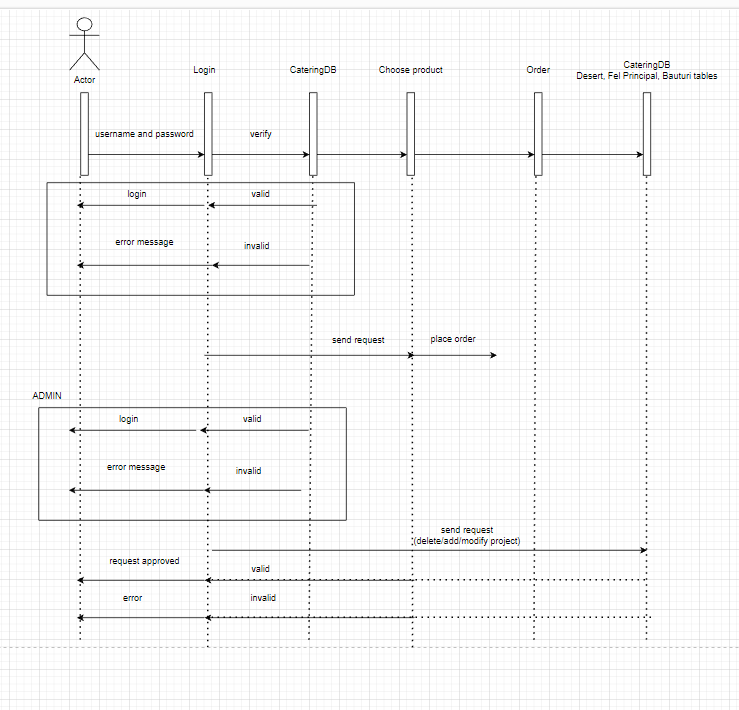 Actor
Login
CateringDB
Choose product
Order
CateringDB
Desert, Fel Principal, Bauturi tables
username and password
verify
login
valid
error message
invalid
send request
place order
ADMIN
login
valid
error message
invalid
send request
(delete/add/modify project)
request approved
valid
error
invalid